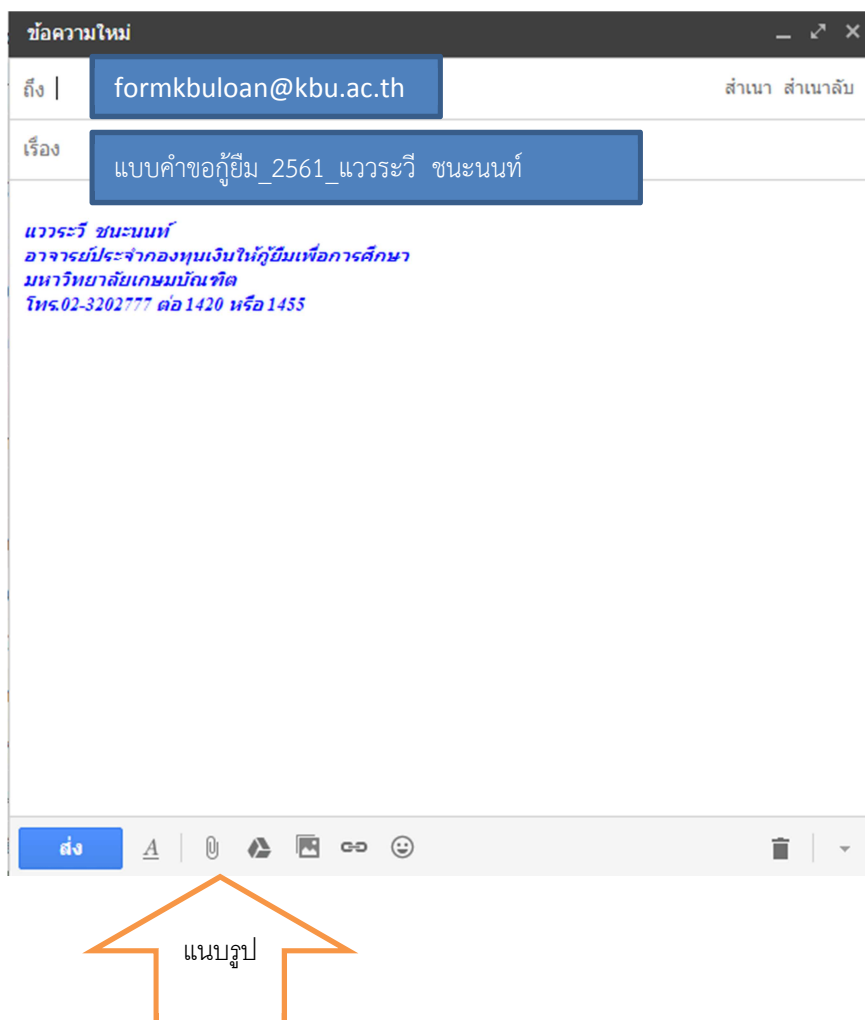 ข้อความใหม่
ถึง formkbuloan@kbu.ac.th สำเนา สำเนาลับ
เรื่อง แบบคำขอกู้ยืม_2561_แววระวี ชนะนนท์
แววระวี ชนะนนท์
อาจารย์ประจำกองทุนเงินให้กู้ยืมเพื่อการศึกษา
มหาวิทยาลัยเกษมบัณฑิต
โทร.02-3202777 ต่อ 1420 หรือ 1455
ส่ง A
แนบรูป